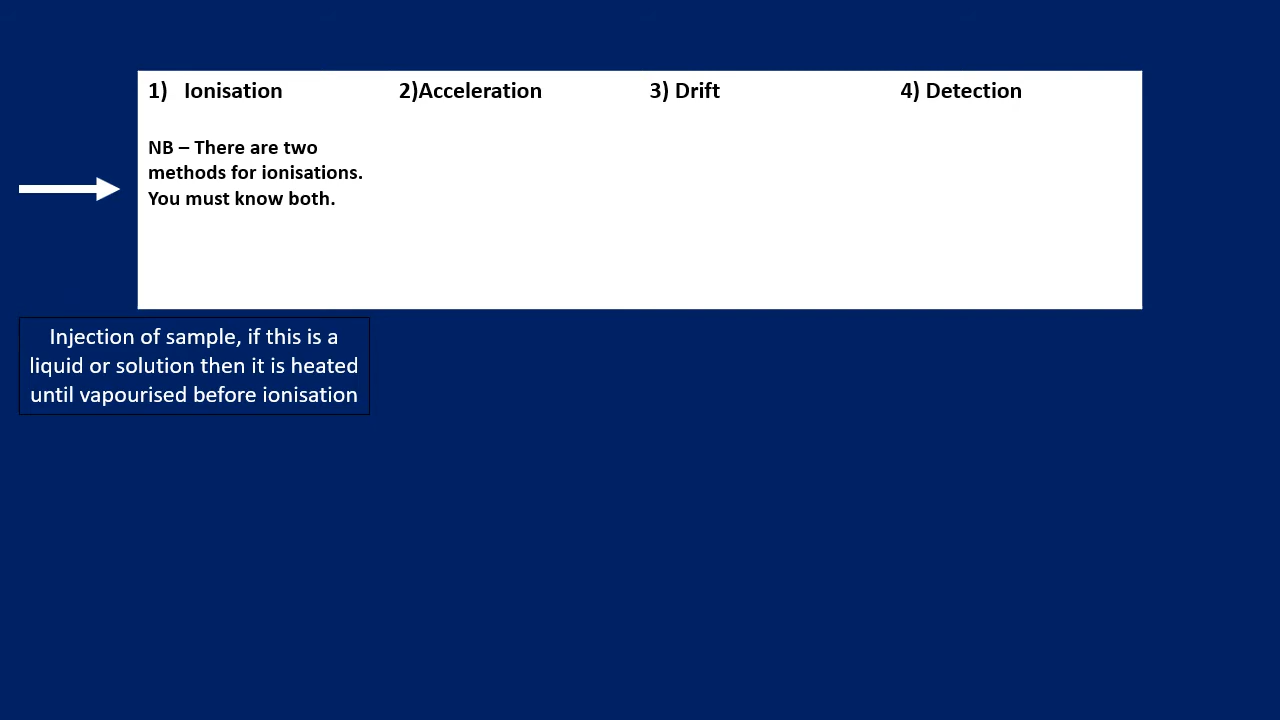 1) Ionisation
2)Acceleration
3) Drift
4) Detection
NB – There are two
methods for ionisations.
You must know both.
Injection of sample, if this is a
liquid or solution then it is heated
until vapourised before ionisation